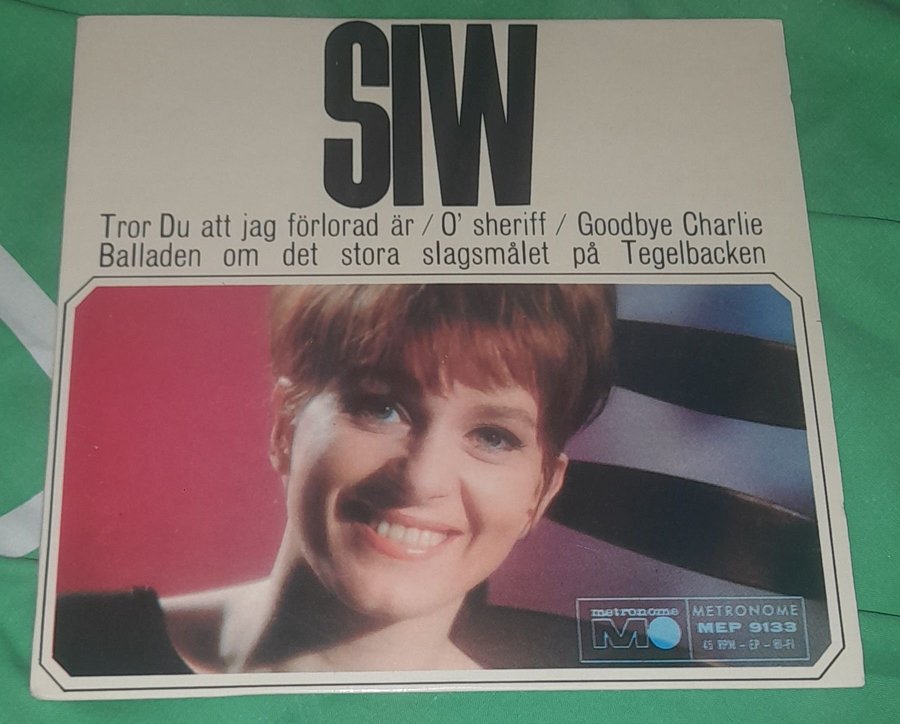 SIW
Tror Du att jag förlorad är / O' sheriff / Goodbye Charlie
Balladen om det stora slagsmålet på Tegelbacken
metronome
M
METRONOME
MEP 9133
45 RPM – EP – HI-FI